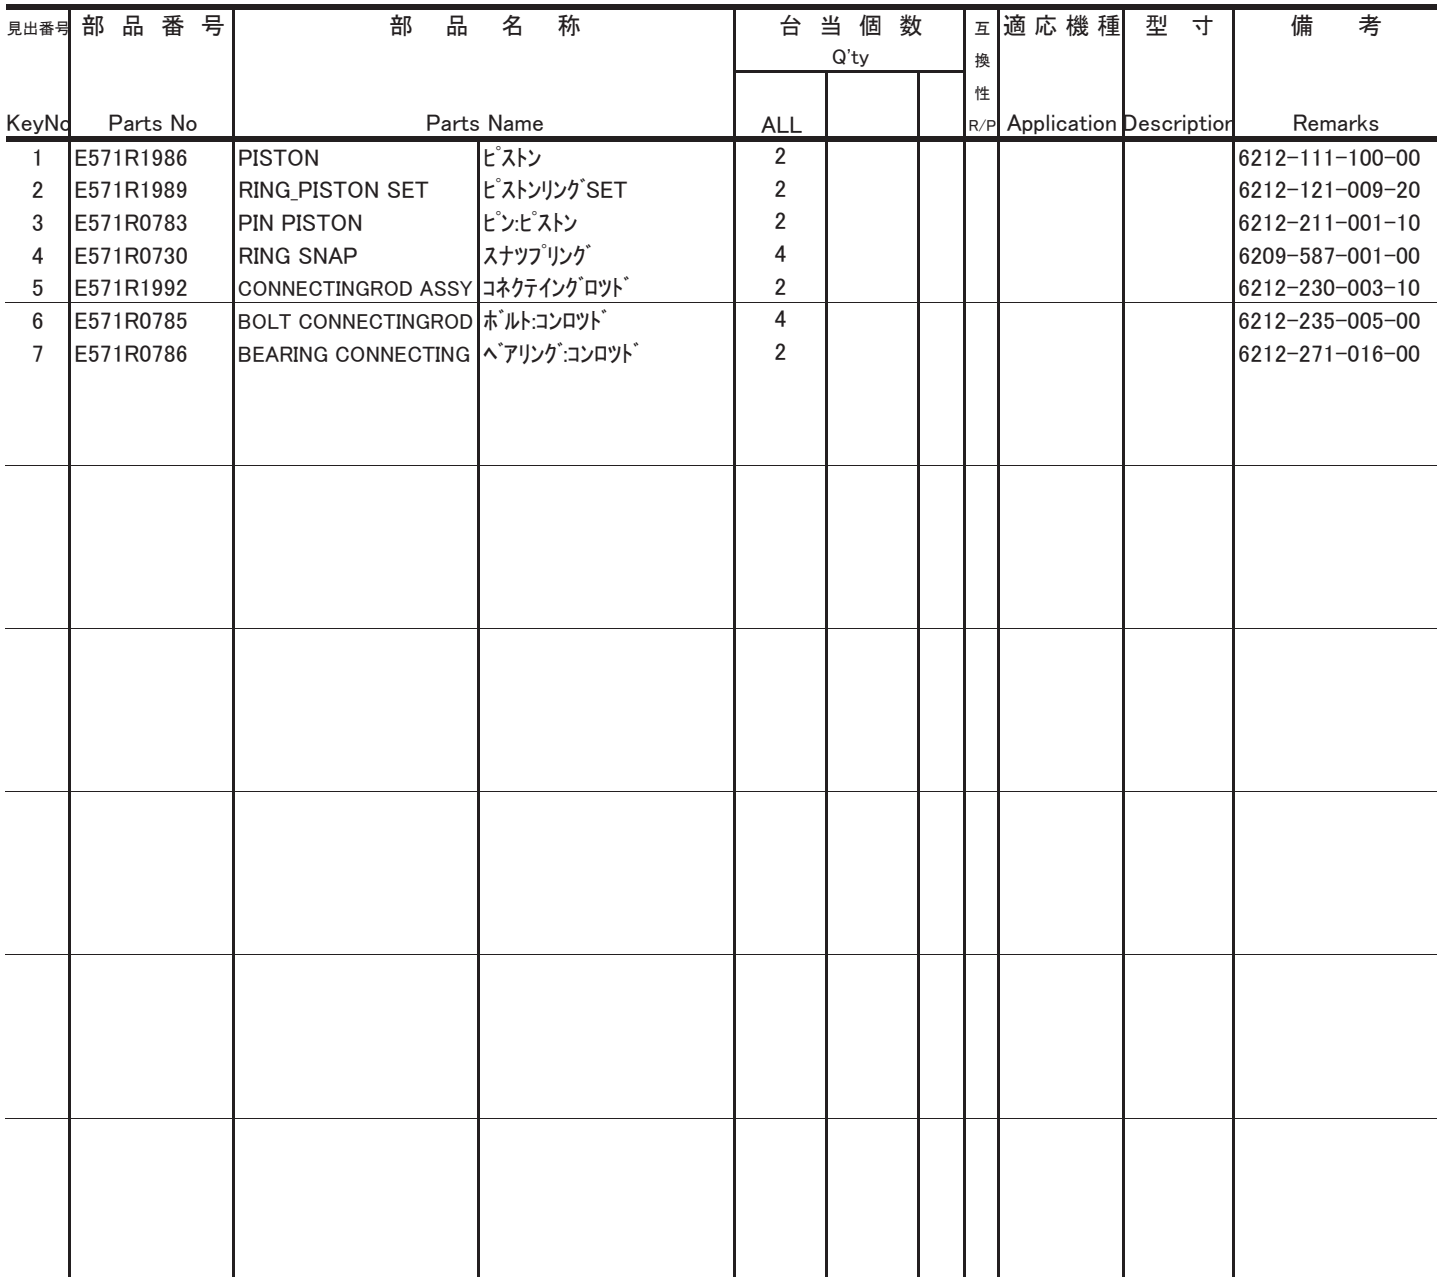 見出番号 部品番号 部品名称 台当個数 互 適応機種 型寸 備考
Q'ty 換
性
KeyNo Parts No Parts Name ALL R/P Application Description Remarks
1 E571R1986 PISTON ﾋﾟｽﾄﾝ 2 6212-111-100-00
2 E571R1989 RING_PISTON SET ﾋﾟｽﾄﾝﾘﾝｸﾞSET 2 6212-121-009-20
3 E571R0783 PIN PISTON ﾋﾟﾝ:ﾋﾟｽﾄﾝ 2 6212-211-001-10
4 E571R0730 RING SNAP ｽﾅﾂﾌﾟﾘﾝｸﾞ 4 6209-587-001-00
5 E571R1992 CONNECTINGROD ASSY ｺﾈｸﾃｲﾝｸﾞﾛﾂﾄﾞ 2 6212-230-003-10
6 E571R0785 BOLT CONNECTINGROD ﾎﾞﾙﾄ:ｺﾝﾛﾂﾄﾞ 4 6212-235-005-00
7 E571R0786 BEARING CONNECTING ﾍﾞｱﾘﾝｸﾞ:ｺﾝﾛﾂﾄﾞ 2 6212-271-016-00